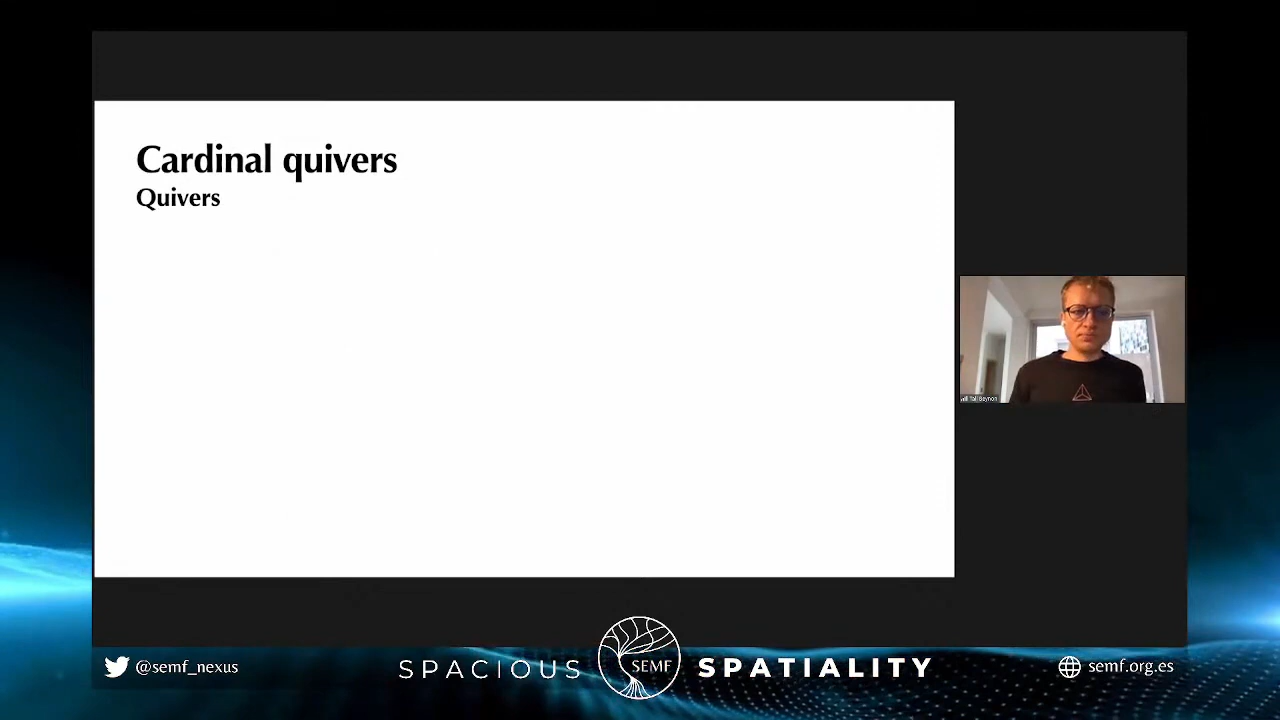 Cardinal quivers
Quivers
@semf_nexus
SPACIOUS
SEMF
SPATIALITY
semf.org.es